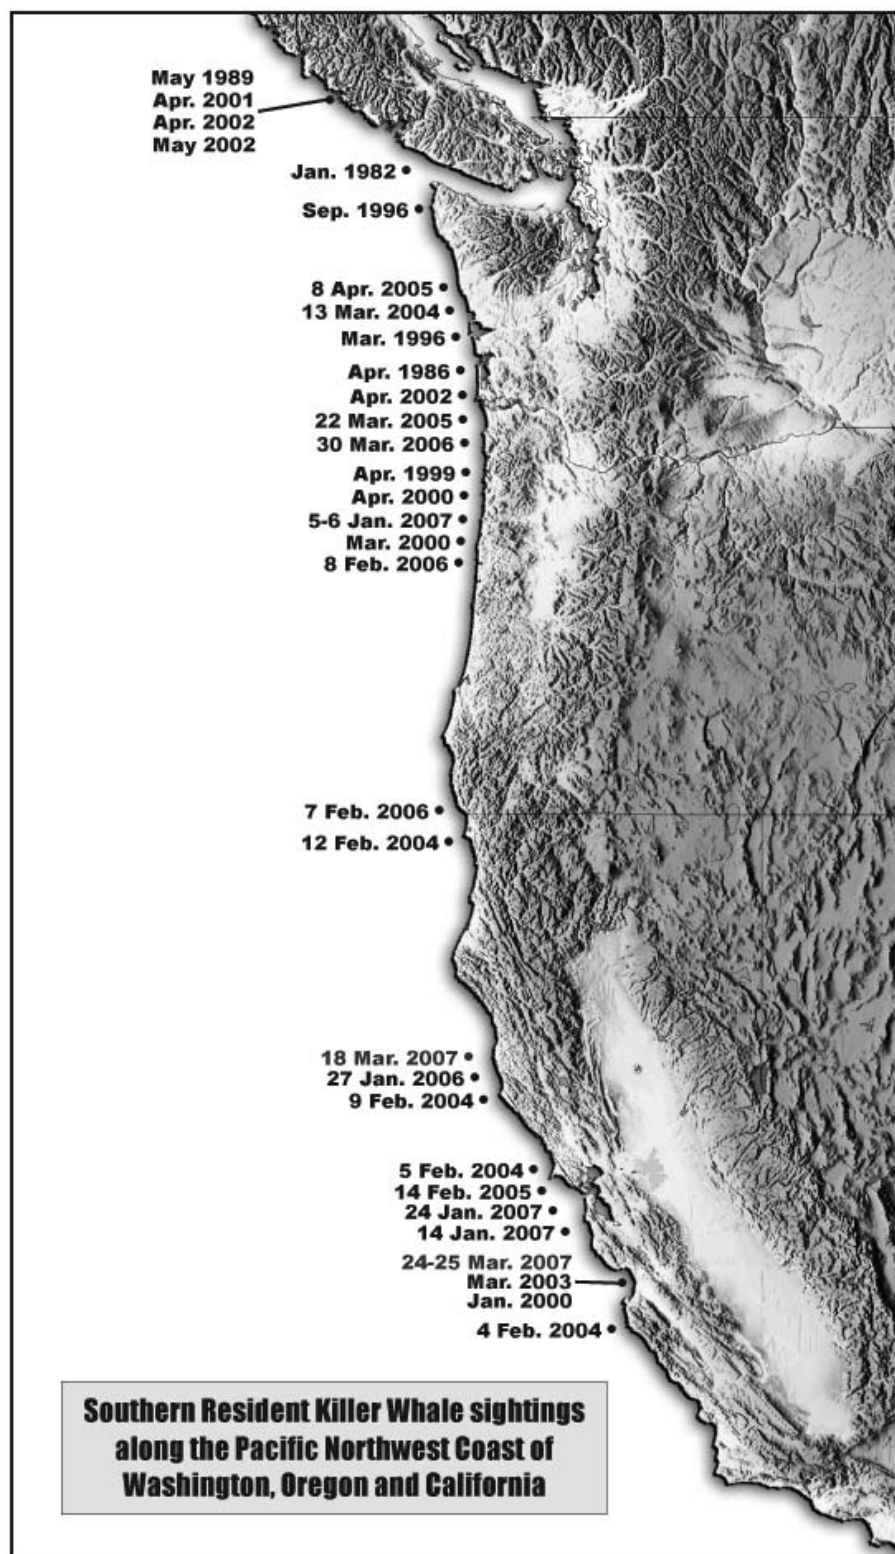 May 1989
Apr. 2001
Apr. 2002
May 2002
Jan. 1982
Sep. 1996
8 Apr. 2005
13 Mar. 2004
Mar. 1996
Apr. 1986
Apr. 2002
22 Mar. 2005
30 Mar. 2006
Apr. 1999
Apr. 2000
5-6 Jan. 2007
Mar. 2000
8 Feb. 2006
7 Feb. 2006
12 Feb. 2004
18 Mar. 2007
27 Jan. 2006
9 Feb. 2004
5 Feb. 2004
14 Feb. 2005
24 Jan. 2007
14 Jan. 2007
24-25 Mar. 2007
Mar. 2003
Jan. 2000
4 Feb. 2004
Southern Resident Killer Whale sightings
along the Pacific Northwest Coast of
Washington, Oregon and California